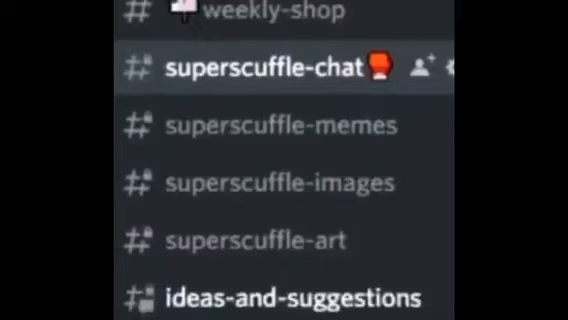 weekly-shop
superscuffle-chat
superscuffle-memes
superscuffle-images
superscuffle-art
ideas-and-suggestions